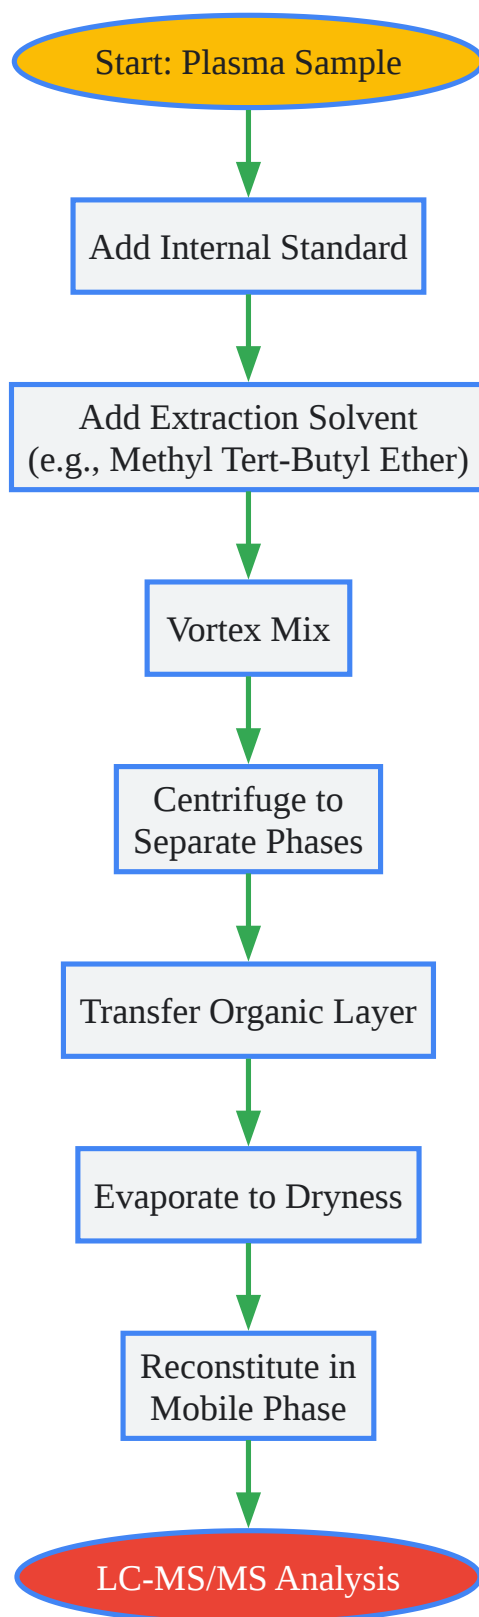 Start: Plasma Sample
Add Internal Standard
Add Extraction Solvent
(e.g., Methyl Tert-Butyl Ether)
Vortex Mix
Centrifuge to
Separate Phases
Transfer Organic Layer
Evaporate to Dryness
Reconstitute in
Mobile Phase
LC-MS/MS Analysis